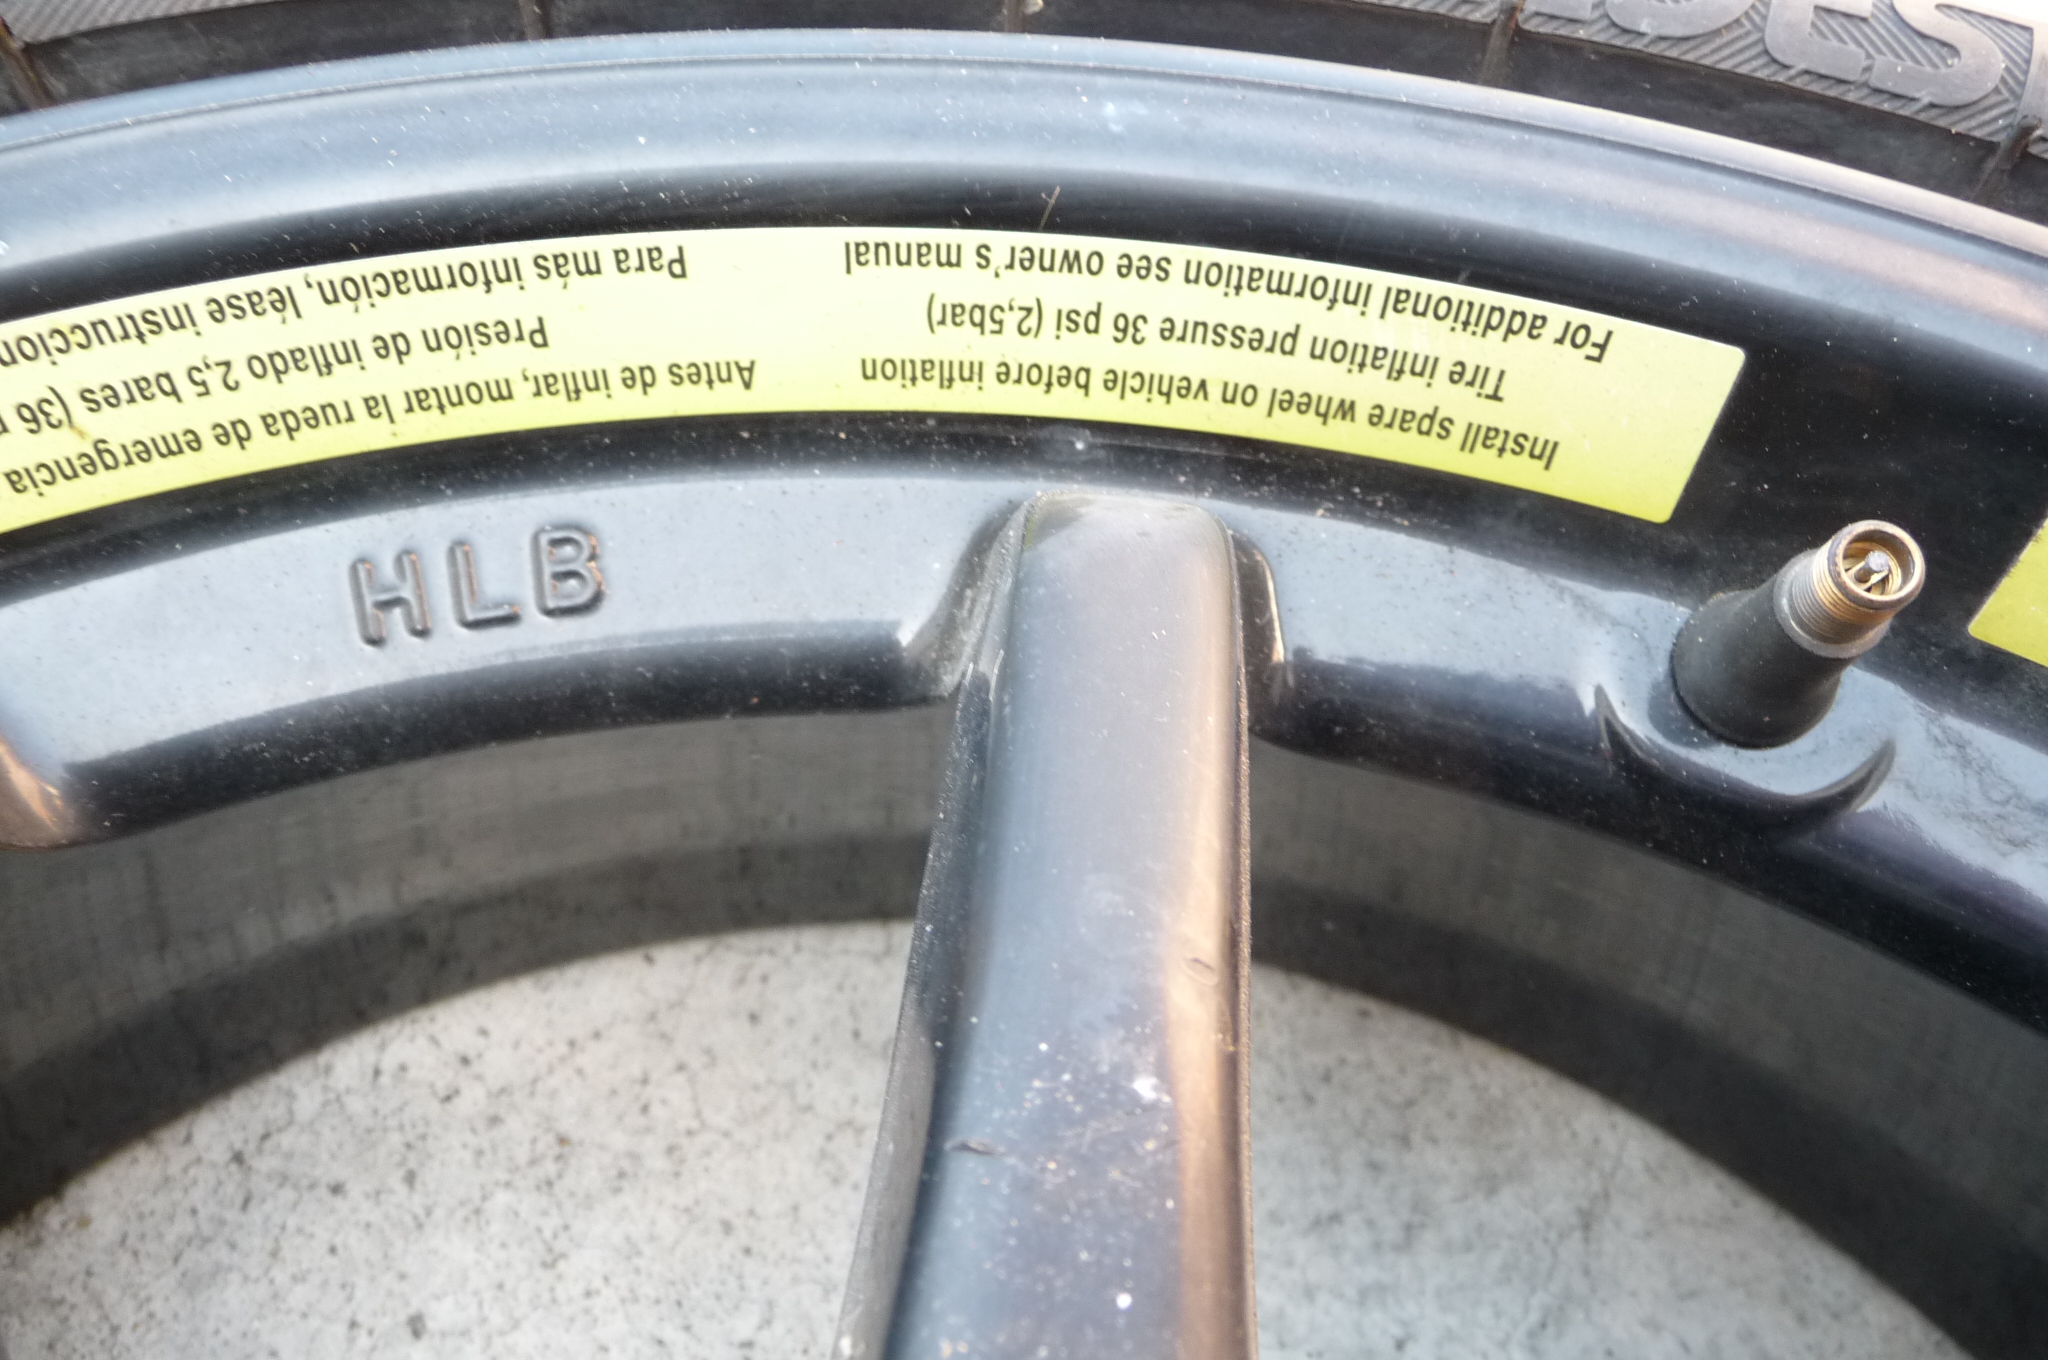 Install spare wheel on vehicle before inflation
Tire inflation pressure 36 psi (2,5bar)
For additional information see owner's manual
Antes de inflar, montar la rueda de emergencia
Presión de inflado 2,5 bares (36
Para más información, léase
HLB